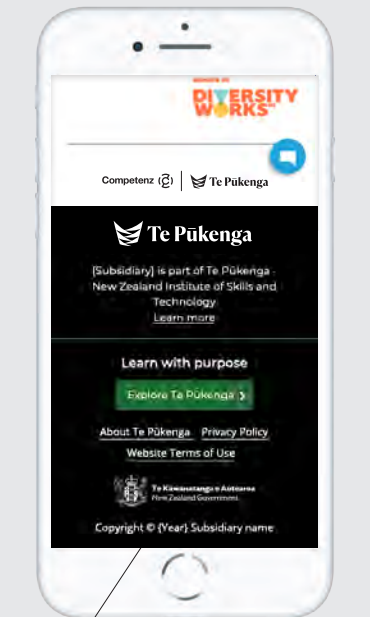 MEMBER OF
DIVERSITY
WORKS
Competenz Te Pūkenga
Te Pūkenga
[Subsidiary] is part of Te Pūkenga -
New Zealand Institute of Skills and
Technology
Learn more
Learn with purpose
Explore Te Pūkenga ❯
About Te Pūkenga Privacy Policy
Website Terms of Use
Te Kāwanatanga o Aotearoa
New Zealand Government
Copyright © {Year} Subsidiary name